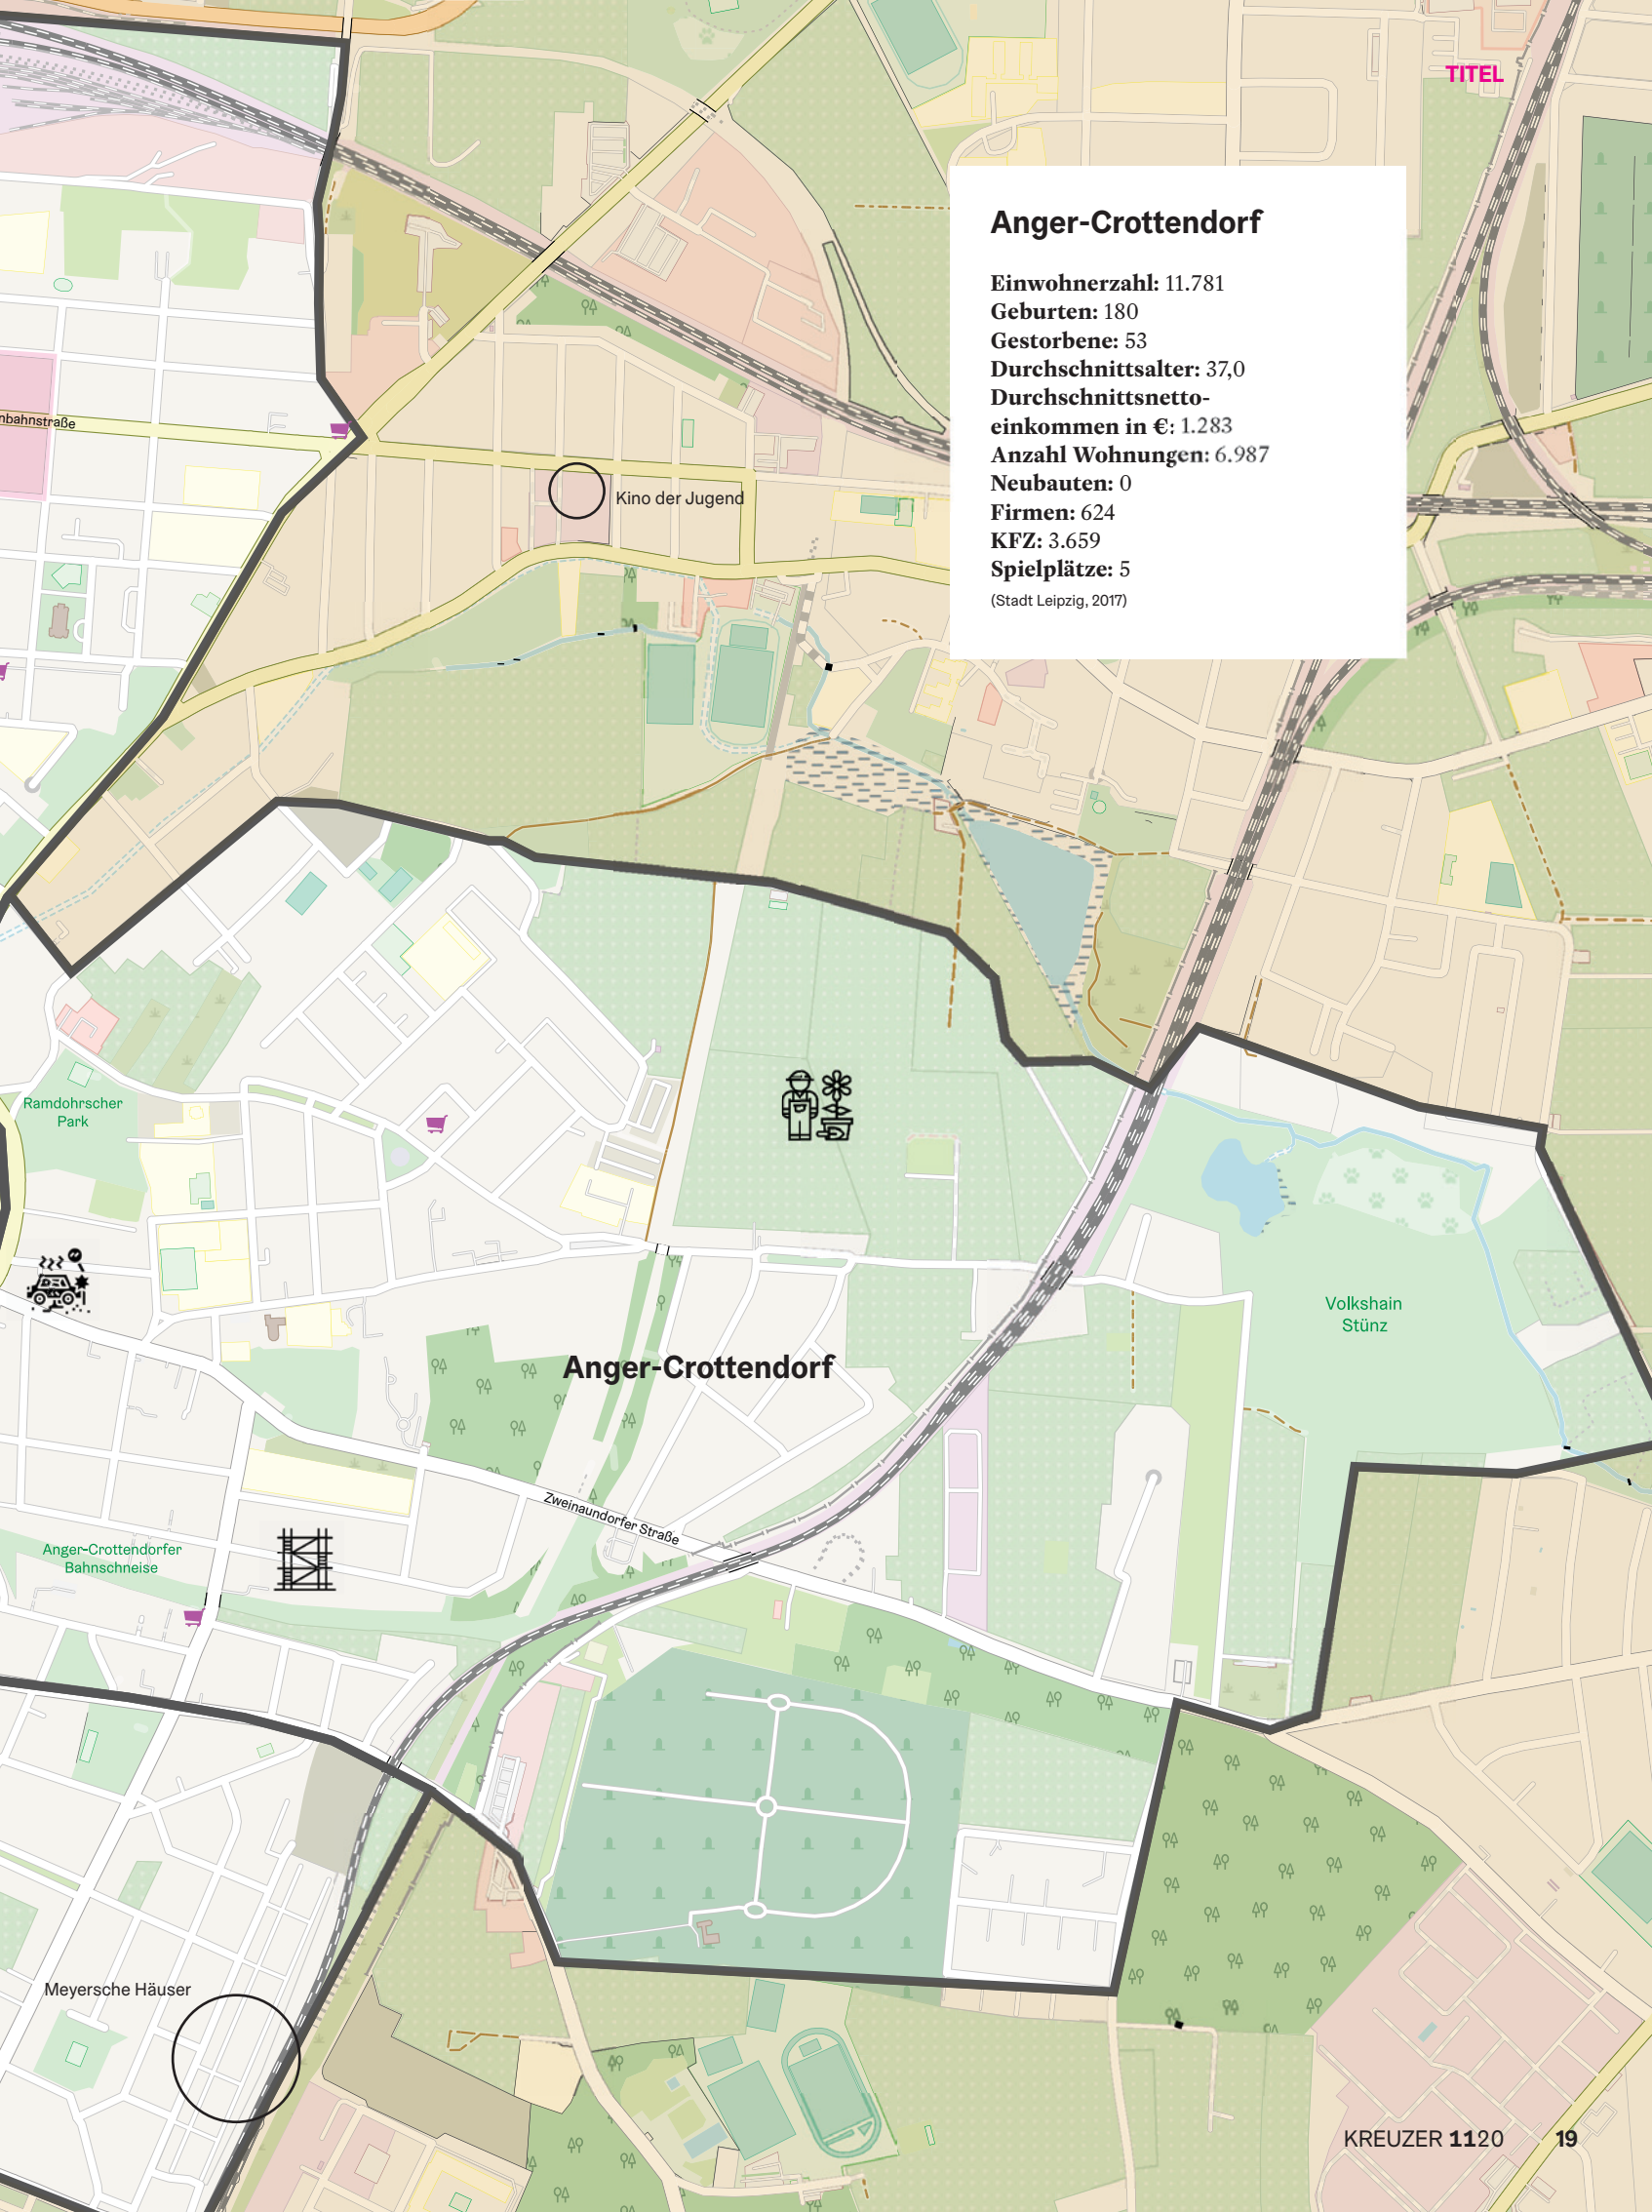 TITEL
Anger-Crottendorf
Einwohnerzahl: 11.781
Geburten: 180
Gestorbene: 53
Durchschnittsalter: 37,0
Durchschnittsnetto-
einkommen in €: 1.283
Anzahl Wohnungen: 6.987
Neubauten: 0
Firmen: 624
KFZ: 3.659
Spielplätze: 5
(Stadt Leipzig, 2017)
nbahnstraße
Kino der Jugend
Ramdohrscher
Park
Volkshain
Stünz
Anger-Crottendorf
Zweinaundorfer Straße
Anger-Crottendorfer
Bahnschneise
Meyersche Häuser
KREUZER 1120 19